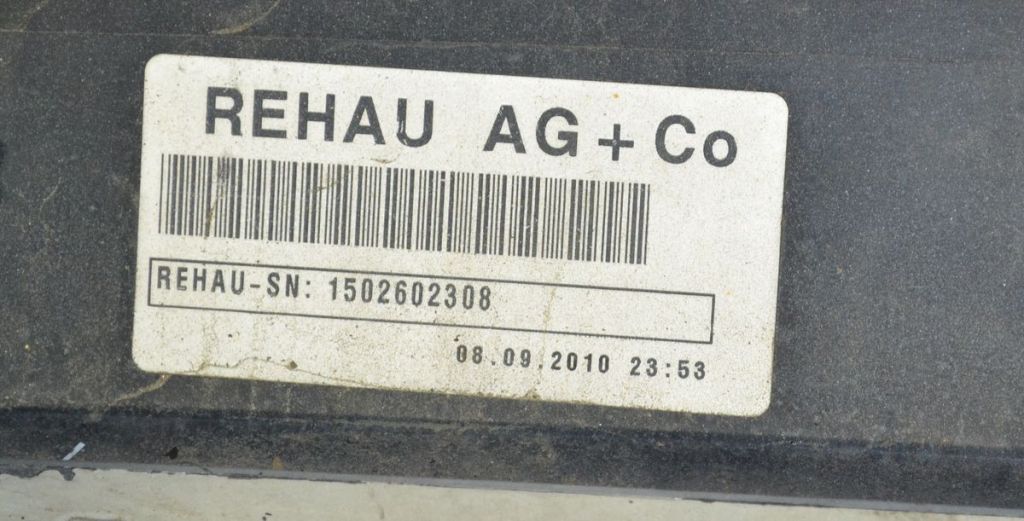 REHAU AG + Co
REHAU-SN: 1502602308
08.09.2010 23:53